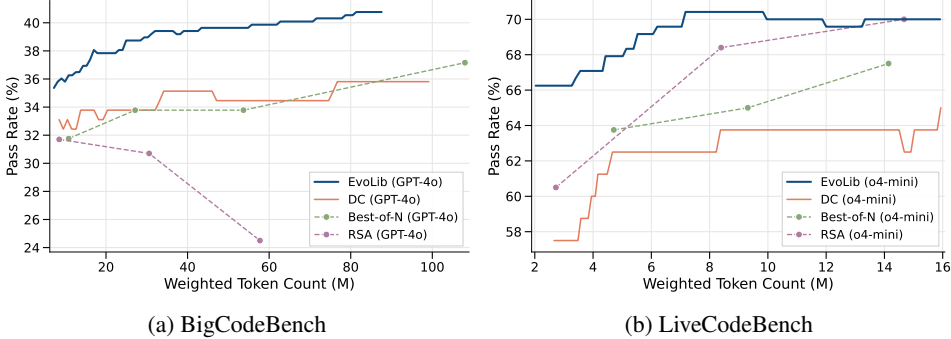 40
38
36
34
32
30
28
26
24
Pass Rate (%)
EvoLib (GPT-4o)
DC (GPT-4o)
Best-of-N (GPT-4o)
RSA (GPT-4o)
20 40 60 80 100
Weighted Token Count (M)
(a) BigCodeBench
70
68
66
64
62
60
58
Pass Rate (%)
EvoLib (o4-mini)
DC (o4-mini)
Best-of-N (o4-mini)
RSA (o4-mini)
2 4 6 8 10 12 14 16
Weighted Token Count (M)
(b) LiveCodeBench